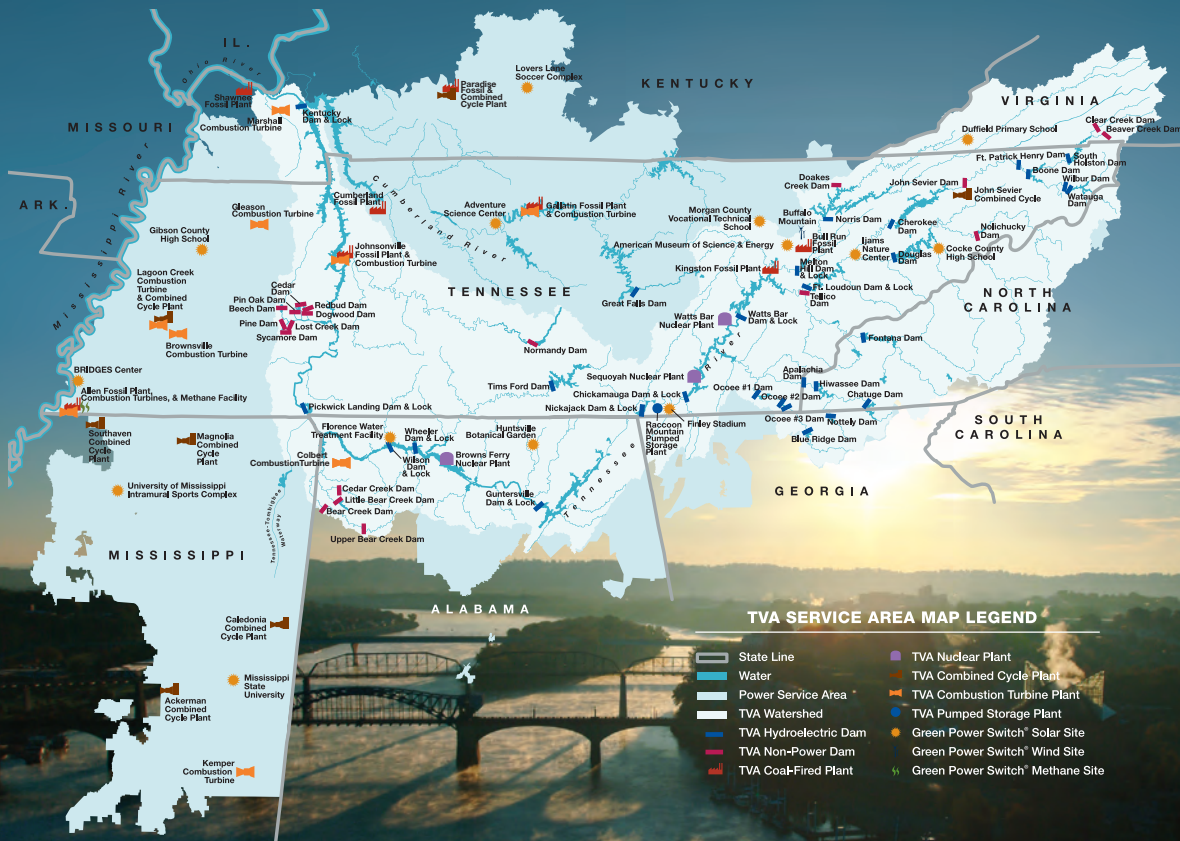 IL.
Ohio River
Shawnee
Fossil Plant
Marshall
Combustion Turbine
Kentucky
Dam & Lock
Paradise
Fossil &
Combined
Cycle Plant
Lovers Lane
Soccer Complex
KENTUCKY
VIRGINIA
MISSOURI
Mississippi River
ARK.
Duffield Primary School
Clear Creek Dam
Beaver Creek Dam
Ft. Patrick Henry Dam
South
Holston Dam
Boone Dam
Wilbur Dam
Watauga
Dam
Doakes
Creek Dam
John Sevier Dam
John Sevier
Combined Cycle
Cumberland
Fossil Plant
Cumberland River
Gleason
Combustion Turbine
Gibson County
High School
Adventure
Science Center
Gallatin Fossil Plant
& Combustion Turbine
Morgan County
Vocational Technical
School
Buffalo
Mountain
Norris Dam
Cherokee
Dam
Nolichucky
Dam
American Museum of Science & Energy
Bull Run
Fossil
Plant
Ijams
Nature
Center
Douglas
Dam
Cocke County
High School
Johnsonville
Fossil Plant &
Combustion Turbine
Kingston Fossil Plant
Melton
Hill Dam
& Lock
Ft. Loudoun Dam & Lock
Tellico
Dam
Lagoon Creek
Combustion
Turbine
& Combined
Cycle Plant
Cedar
Dam
Pin Oak Dam
Beech Dam
Redbud Dam
Dogwood Dam
Pine Dam
Lost Creek Dam
Sycamore Dam
TENNESSEE
Great Falls Dam
NORTH
CAROLINA
Brownsville
Combustion Turbine
Watts Bar
Nuclear Plant
Watts Bar
Dam & Lock
Normandy Dam
Fontana Dam
BRIDGES Center
Allen Fossil Plant,
Combustion Turbines, & Methane Facility
Tims Ford Dam
Sequoyah Nuclear Plant
Chickamauga Dam & Lock
Ocoee #1 Dam
Ocoee #2 Dam
Ocoee #3 Dam
Apalachia
Dam
Hiwassee Dam
Chatuge Dam
Nottely Dam
Blue Ridge Dam
Pickwick Landing Dam & Lock
Nickajack Dam & Lock
Raccoon
Mountain
Pumped
Storage
Plant
Finley Stadium
SOUTH
CAROLINA
Southaven
Combined
Cycle
Plant
Magnolia
Combined
Cycle
Plant
Florence Water
Treatment Facility
Wheeler
Dam & Lock
Huntsville
Botanical Garden
Colbert
CombustionTurbine
Wilson
Dam
& Lock
Browns Ferry
Nuclear Plant
Tennessee River
GEORGIA
University of Mississippi
Intramural Sports Complex
Cedar Creek Dam
Little Bear Creek Dam
Bear Creek Dam
Guntersville
Dam & Lock
Upper Bear Creek Dam
Tennessee-Tombigbee
Waterway
MISSISSIPPI
ALABAMA
Caledonia
Combined
Cycle Plant
Mississippi
State
University
Ackerman
Combined
Cycle Plant
Kemper
Combustion
Turbine
TVA SERVICE AREA MAP LEGEND
State Line
Water
Power Service Area
TVA Watershed
TVA Hydroelectric Dam
TVA Non-Power Dam
TVA Coal-Fired Plant
TVA Nuclear Plant
TVA Combined Cycle Plant
TVA Combustion Turbine Plant
TVA Pumped Storage Plant
Green Power Switch® Solar Site
Green Power Switch® Wind Site
Green Power Switch® Methane Site